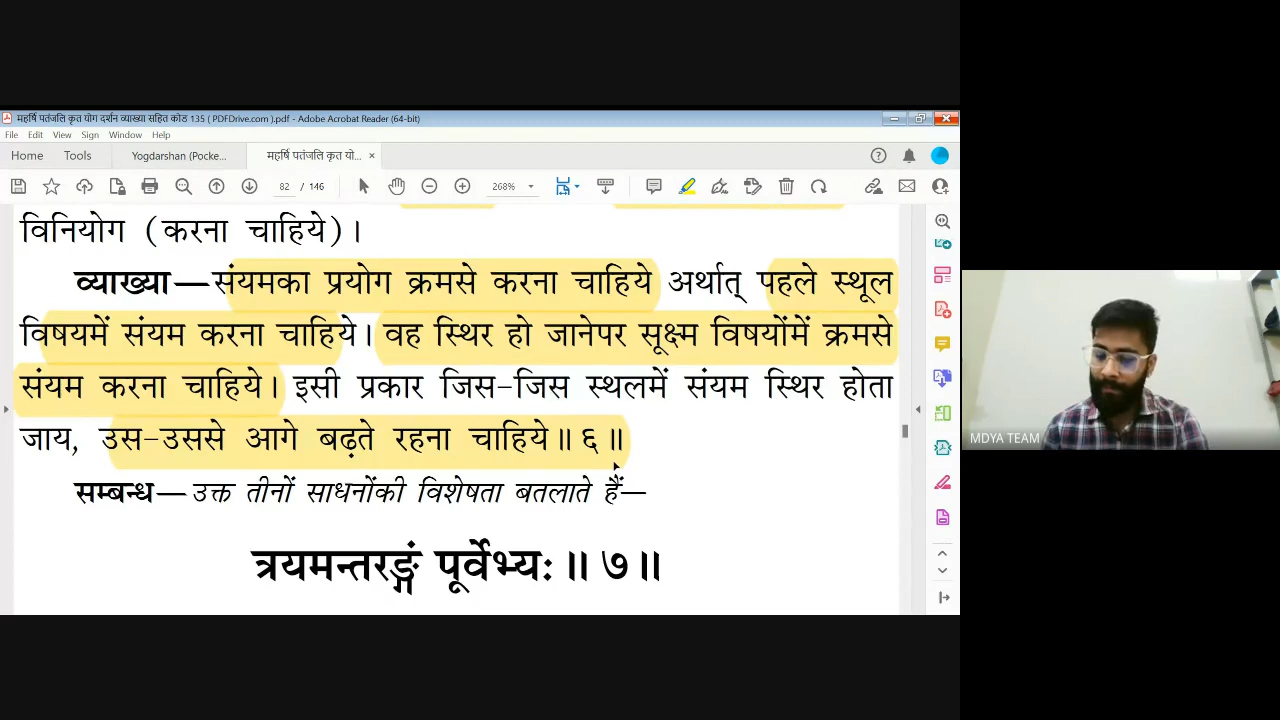 महर्षि पतंजलि कृत योग दर्शन व्याख्या सहित कोड 135 ( PDFDrive.com ).pdf - Adobe Acrobat Reader (64-bit)
File Edit View Sign Window Help
Home Tools Yogdarshan (Pocke... महर्षि पतंजलि कृत यो... ×
82 / 146 268%
विनियोग (करना चाहिये)।
व्याख्या—संयमका प्रयोग क्रमसे करना चाहिये अर्थात् पहले स्थूल
विषयमें संयम करना चाहिये। वह स्थिर हो जानेपर सूक्ष्म विषयोंमें क्रमसे
संयम करना चाहिये। इसी प्रकार जिस-जिस स्थलमें संयम स्थिर होता
जाय, उस-उससे आगे बढ़ते रहना चाहिये॥ ६॥
सम्बन्ध—उक्त तीनों साधनोंकी विशेषता बतलाते हैं—
त्रयमन्तरङ्गं पूर्वेभ्यः॥ ७॥
MDYA TEAM